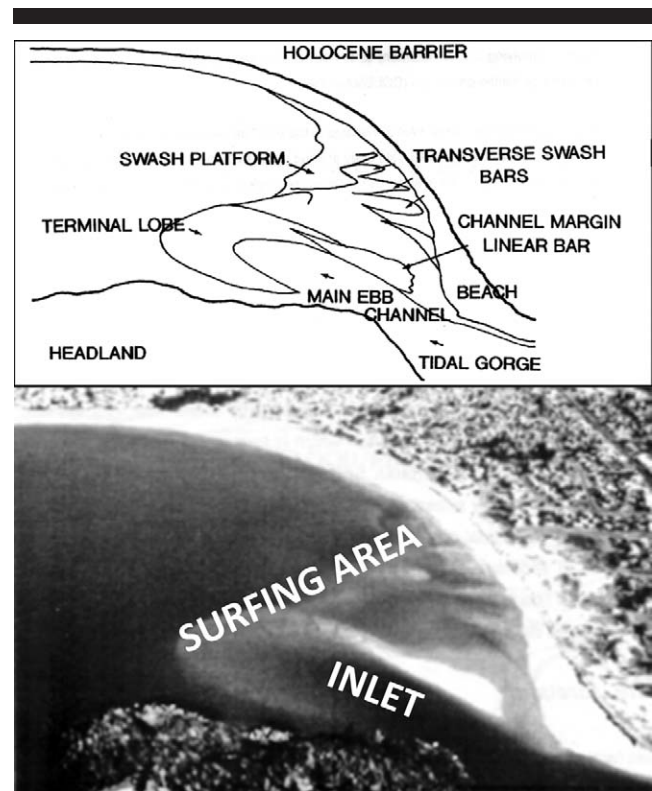 HOLOCENE BARRIER
SWASH PLATFORM
TRANSVERSE SWASH
BARS
TERMINAL LOBE
CHANNEL MARGIN
LINEAR BAR
MAIN EBB
CHANNEL
BEACH
HEADLAND
TIDAL GORGE
SURFING AREA
INLET